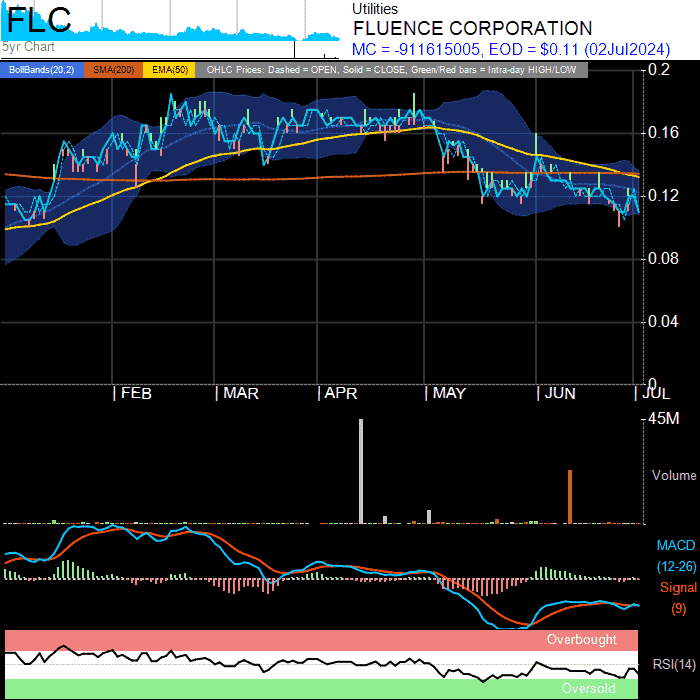 FLC
5yr Chart
Utilities
FLUENCE CORPORATION
MC = -911615005, EOD = $0.11 (02Jul2024)
BollBands(20,2) SMA(200) EMA(50) OHLC Prices: Dashed = OPEN, Solid = CLOSE, Green/Red bars = Intra-day HIGH/LOW
0.2
0.16
0.12
0.08
0.04
0
FEB MAR APR MAY JUN JUL
45M
Volume
MACD
(12-26)
Signal
(9)
Overbought
RSI(14)
Oversold